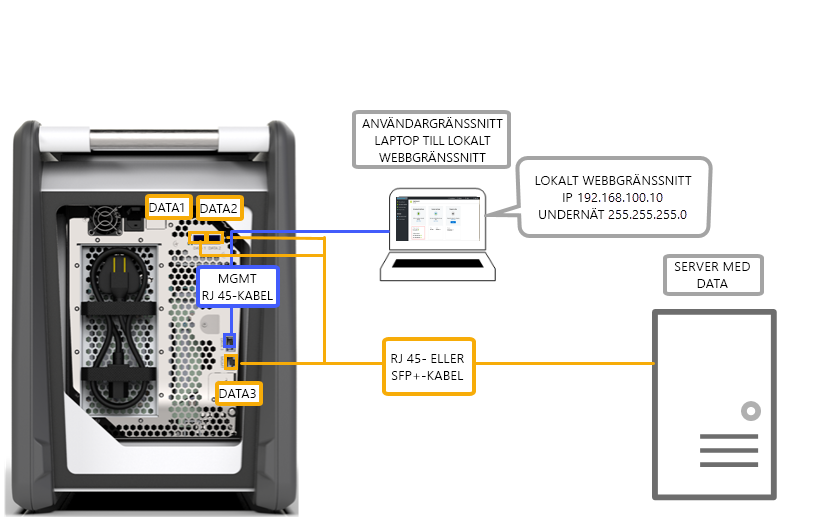 ANVÄNDARGRÄNSSNITT
LAPTOP TILL LOKALT
WEBBGRÄNSSNITT
LOKALT WEBBGRÄNSSNITT
IP 192.168.100.10
UNDERNÄT 255.255.255.0
DATA1
DATA2
MGMT
RJ 45-KABEL
SERVER MED
DATA
RJ 45- ELLER
SFP+-KABEL
DATA3